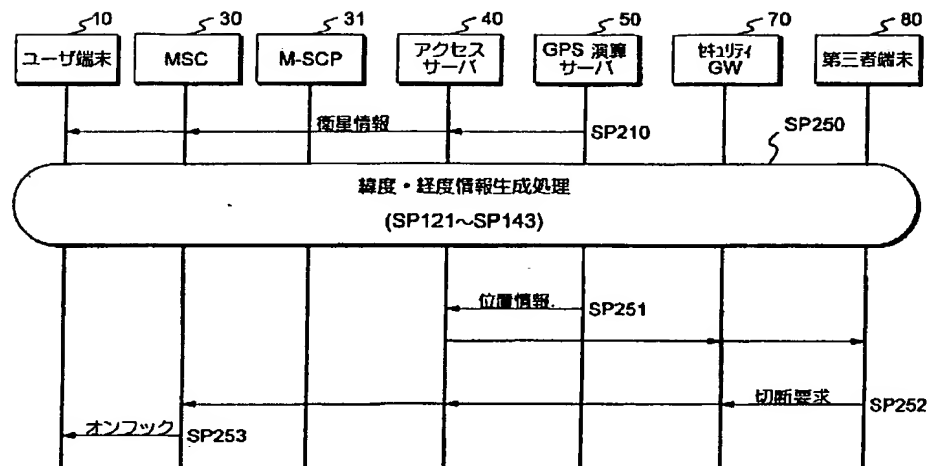 10
30
31
40
50
70
80
ユーザ端末
MSC
M-SCP
アクセス
サーバ
GPS 演算
サーバ
セキュリティ
GW
第三者端末
衛星情報
SP210
SP250
緯度・経度情報生成処理
(SP121~SP143)
位置情報
SP251
切断要求
SP252
オンフック
SP253